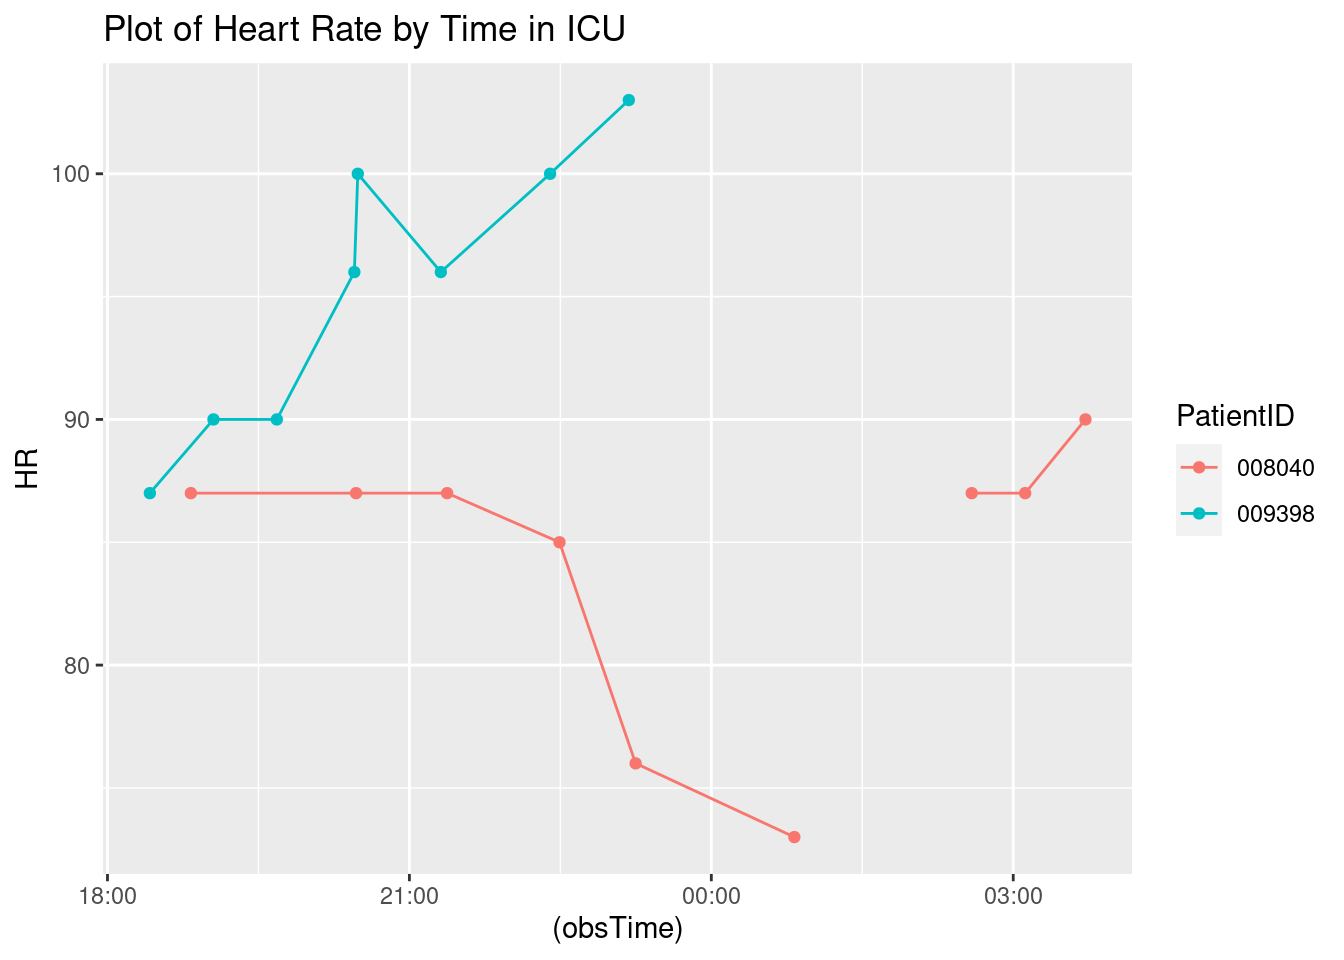 Plot of Heart Rate by Time in ICU
100
90
80
HR
18:00
21:00
00:00
03:00
(obsTime)
PatientID
008040
009398